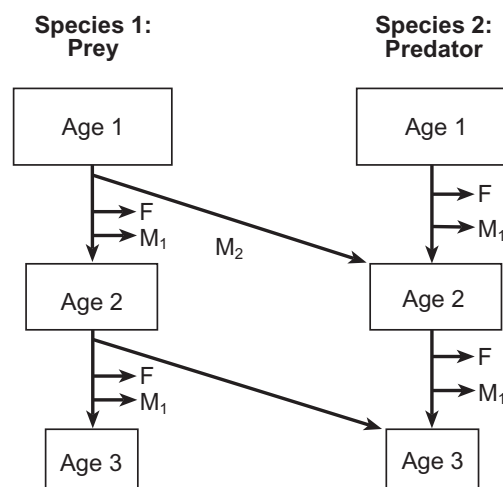 Species 1:
Prey
Species 2:
Predator
Age 1
Age 1
F
M₁
M₂
F
M₁
Age 2
Age 2
F
M₁
F
M₁
Age 3
Age 3